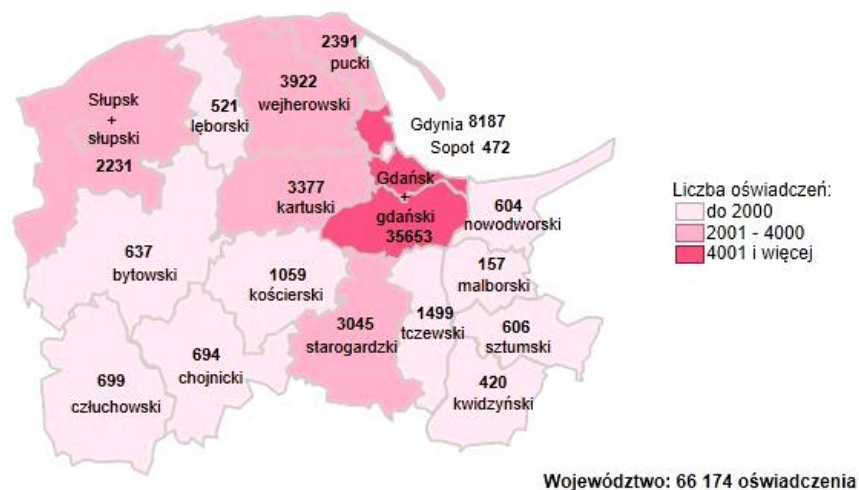 2391
pucki
3922
wejherowski
521
lęborski
Słupsk
+
słupski
2231
Gdynia 8187
Sopot 472
3377
kartuski
Gdańsk
+
gdański
35653
604
nowodworski
637
bytowski
1059
kościerski
157
malborski
3045
starogardzki
1499
tczewski
606
sztumski
694
chojnicki
699
człuchowski
420
kwidzyński
Liczba oświadczeń:
do 2000
2001 - 4000
4001 i więcej
Województwo: 66 174 oświadczenia